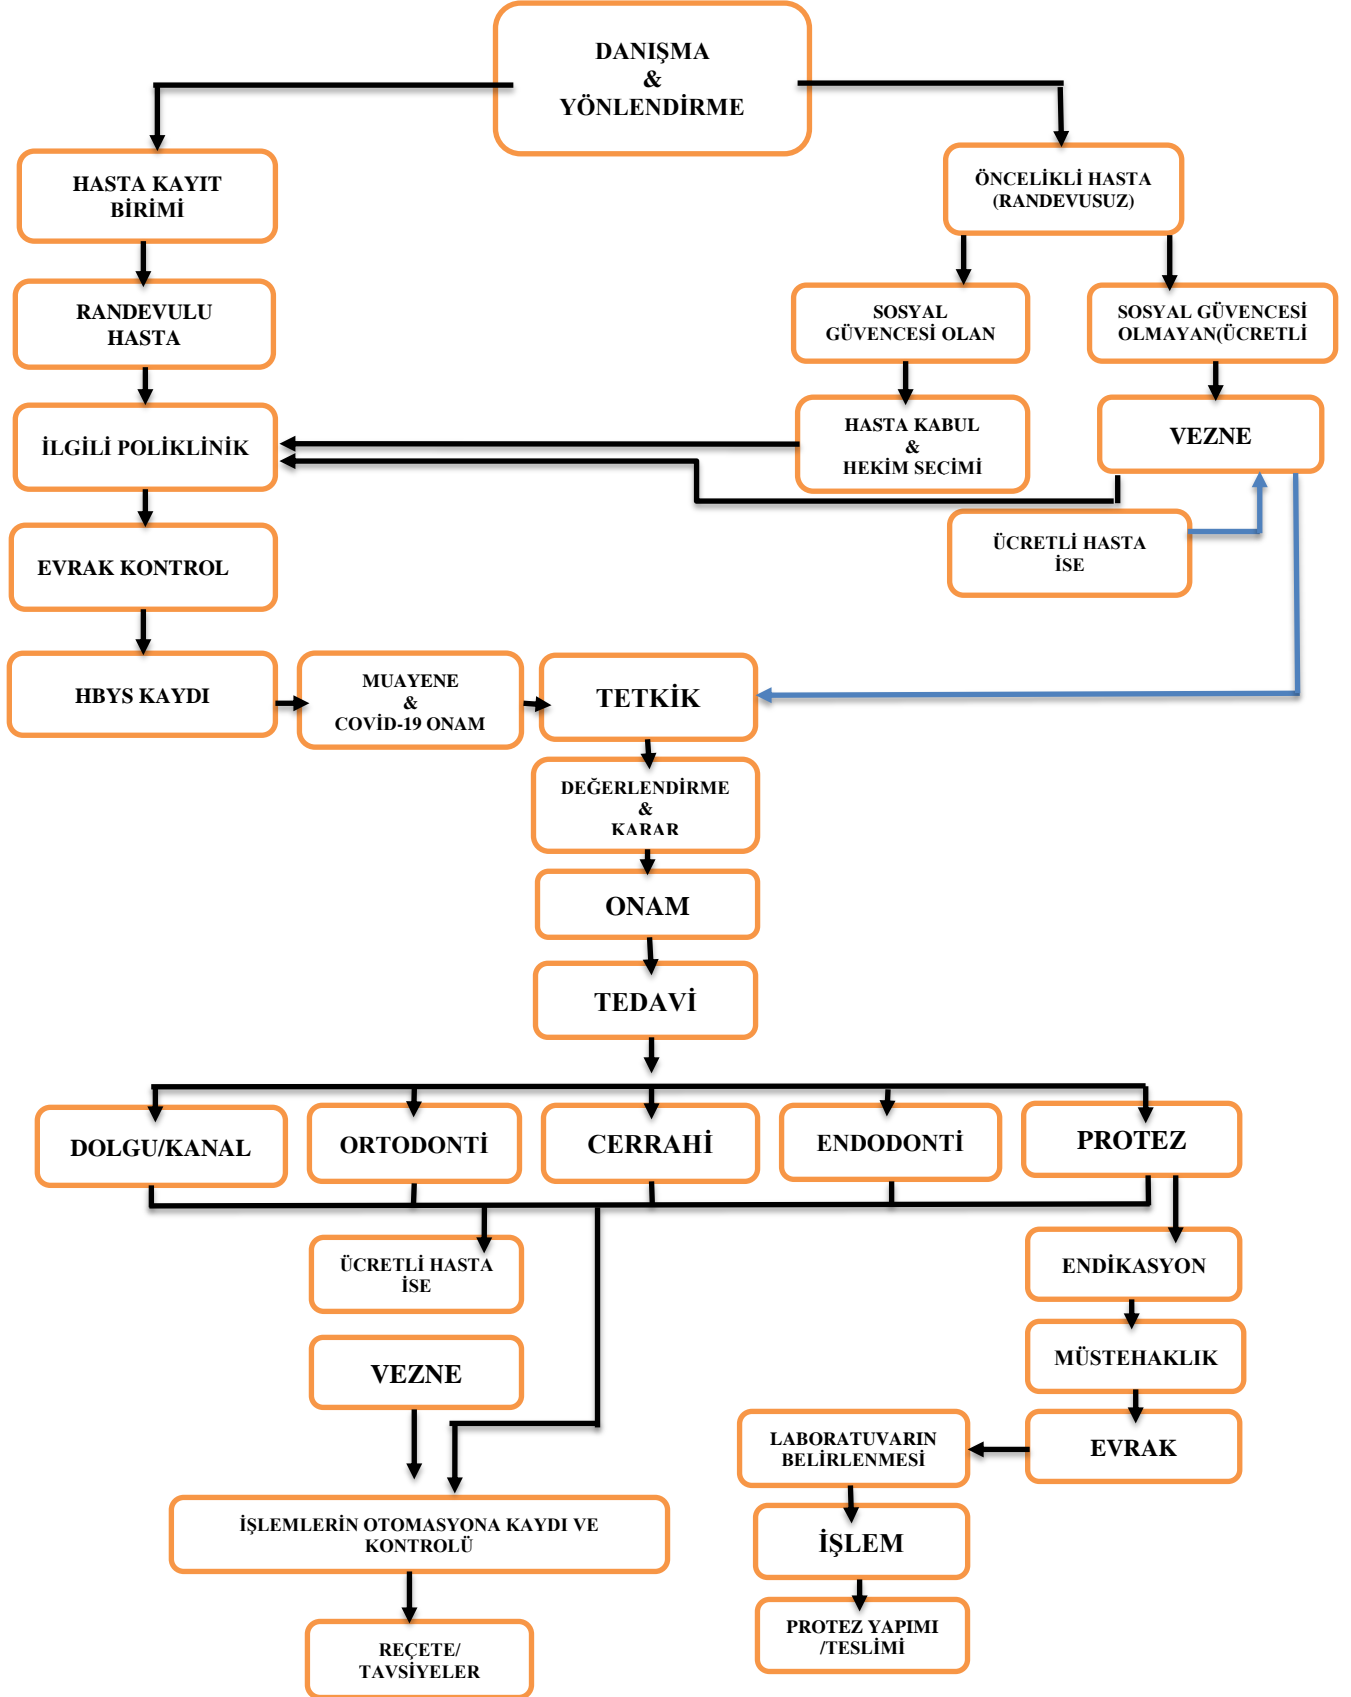 DANIŞMA
&
YÖNLENDİRME
HASTA KAYIT
BİRİMİ
ÖNCELİKLİ HASTA
(RANDEVUSUZ)
RANDEVULU
HASTA
SOSYAL
GÜVENCESİ OLAN
SOSYAL GÜVENCESİ
OLMAYAN(ÜCRETLİ
İLGİLİ POLİKLİNİK
HASTA KABUL
&
HEKİM SECİMİ
VEZNE
EVRAK KONTROL
ÜCRETLİ HASTA
İSE
HBYS KAYDI
MUAYENE
&
COVİD-19 ONAM
TETKİK
DEĞERLENDİRME
&
KARAR
ONAM
TEDAVİ
DOLGU/KANAL
ORTODONTİ
CERRAHİ
ENDODONTİ
PROTEZ
ÜCRETLİ HASTA
İSE
ENDİKASYON
VEZNE
MÜSTEHAKLIK
LABORATUVARIN
BELİRLENMESİ
EVRAK
İŞLEMLERİN OTOMASYONA KAYDI VE
KONTROLÜ
İŞLEM
REÇETE/
TAVSİYELER
PROTEZ YAPIMI
/TESLİMİ